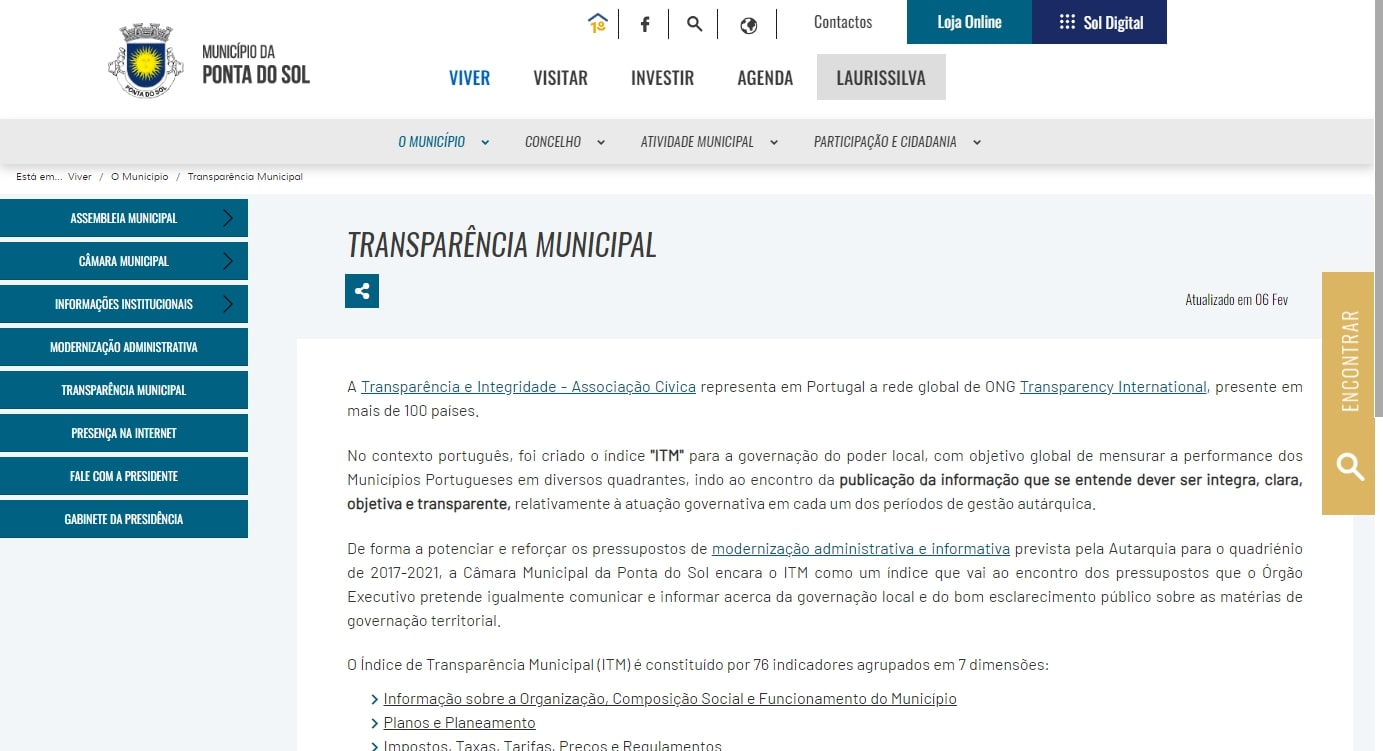 18
Contactos
Loja Online
Sol Digital
MUNICÍPIO DA
PONTA DO SOL
PONTA DO SOL
VIVER
VISITAR
INVESTIR
AGENDA
LAURISSILVA
O MUNICÍPIO
CONCELHO
ATIVIDADE MUNICIPAL
PARTICIPAÇÃO E CIDADANIA
Está em... Viver / O Município / Transparência Municipal
ASSEMBLEIA MUNICIPAL
CÂMARA MUNICIPAL
INFORMAÇÕES INSTITUCIONAIS
MODERNIZAÇÃO ADMINISTRATIVA
TRANSPARÊNCIA MUNICIPAL
PRESENÇA NA INTERNET
FALE COM A PRESIDENTE
GABINETE DA PRESIDÊNCIA
TRANSPARÊNCIA MUNICIPAL
Atualizado em 06 Fev
ENCONTRAR
A Transparência e Integridade - Associação Cívica representa em Portugal a rede global de ONG Transparency International, presente em
mais de 100 países.
No contexto português, foi criado o índice "ITM" para a governação do poder local, com objetivo global de mensurar a performance dos
Municípios Portugueses em diversos quadrantes, indo ao encontro da publicação da informação que se entende dever ser integra, clara,
objetiva e transparente, relativamente à atuação governativa em cada um dos períodos de gestão autárquica.
De forma a potenciar e reforçar os pressupostos de modernização administrativa e informativa prevista pela Autarquia para o quadriénio
de 2017-2021, a Câmara Municipal da Ponta do Sol encara o ITM como um índice que vai ao encontro dos pressupostos que o Órgão
Executivo pretende igualmente comunicar e informar acerca da governação local e do bom esclarecimento público sobre as matérias de
governação territorial.
O Índice de Transparência Municipal (ITM) é constituído por 76 indicadores agrupados em 7 dimensões:
Informação sobre a Organização, Composição Social e Funcionamento do Município
Planos e Planeamento
Impostos, Taxas, Tarifas, Preços e Regulamentos